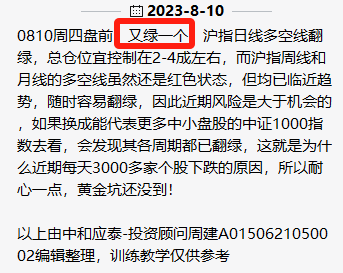 2023-8-10
0810周四盘前 又绿一个 沪指日线多空线翻
绿，总仓位宜控制在2-4成左右，而沪指周线和
月线的多空线虽然还是红色状态，但均已临近趋
势，随时容易翻绿，因此近期风险是大于机会的
，如果换成能代表更多中小盘股的中证1000指
数去看，会发现其各周期都已翻绿，这就是为什
么近期每天3000多家个股下跌的原因，所以耐
心一点，黄金坑还没到！
以上由中和应泰-投资顾问周建A01506210500
02编辑整理，训练教学仅供参考